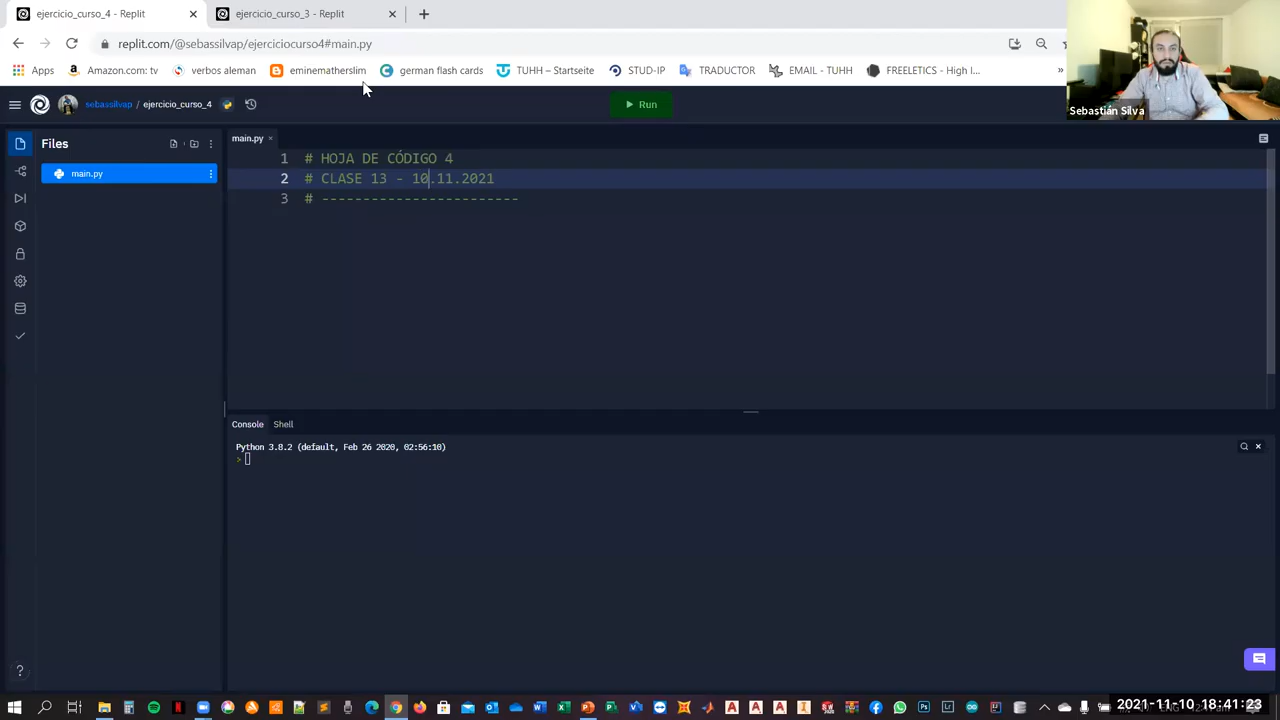 ejercicio_curso_4 - Replit
ejercicio_curso_3 - Replit
replit.com/@sebassilvap/ejerciciocurso4#main.py
Apps
Amazon.com: tv
verbos aleman
eminematherslim
german flash cards
TUHH – Startseite
STUD-IP
TRADUCTOR
EMAIL - TUHH
FREELETICS - High I...
»
Sebastián Silva
sebassilvap / ejercicio_curso_4
Run
Files
main.py
main.py
1 # HOJA DE CÓDIGO 4
2 # CLASE 13 - 10.11.2021
3 # ------------------------
Console
Shell
Python 3.8.2 (default, Feb 26 2020, 02:56:10)
>
2021-11-10 18:41:23